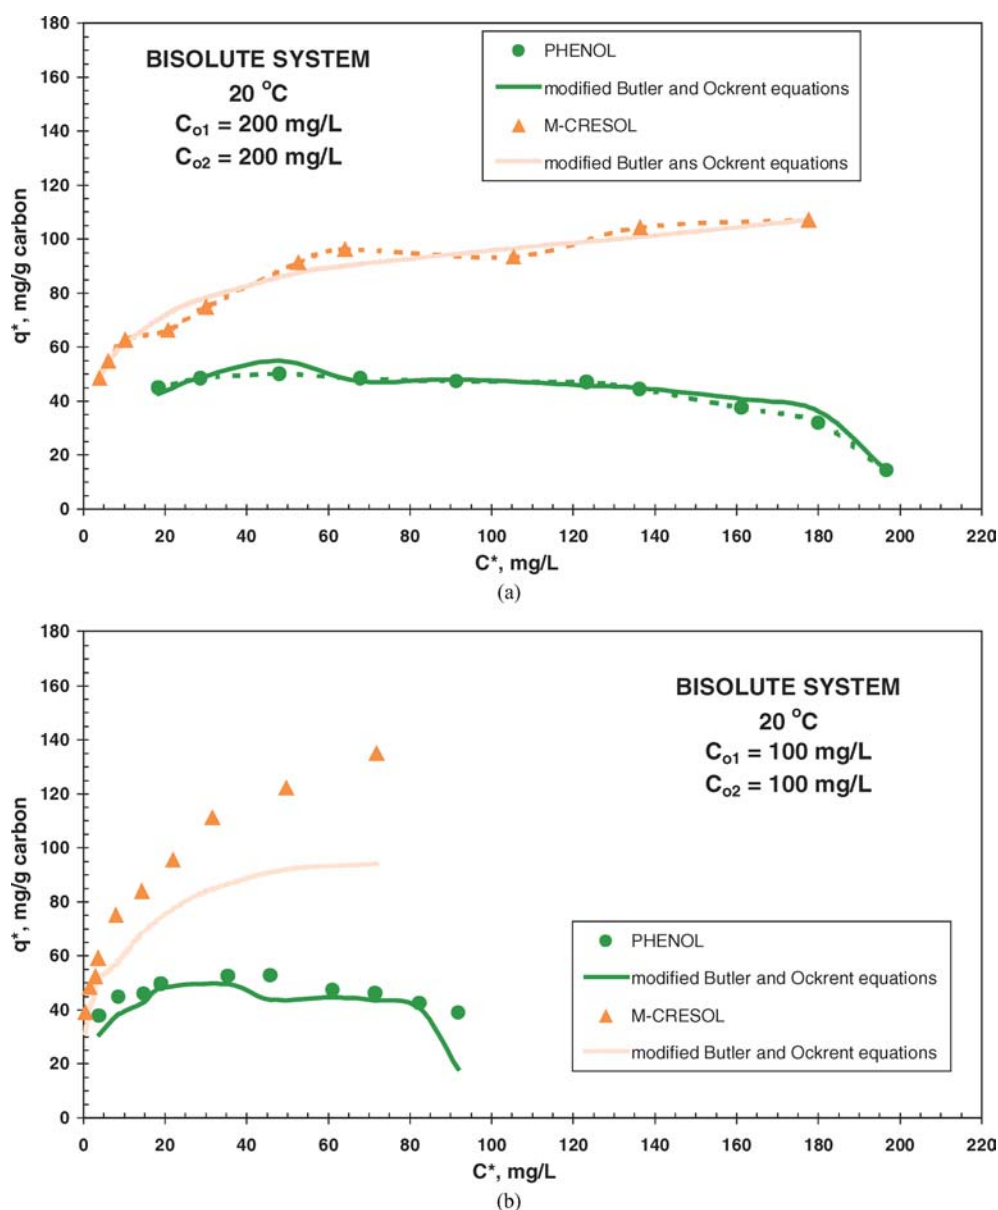 180
160
140
120
100
80
60
40
20
0
q*, mg/g carbon
BISOLUTE SYSTEM
20 °C
Co1 = 200 mg/L
Co2 = 200 mg/L
PHENOL
modified Butler and Ockrent equations
M-CRESOL
modified Butler ans Ockrent equations
0 20 40 60 80 100 120 140 160 180 200 220
C*, mg/L
(a)
180
160
140
120
100
80
60
40
20
0
q*, mg/g carbon
BISOLUTE SYSTEM
20 °C
Co1 = 100 mg/L
Co2 = 100 mg/L
PHENOL
modified Butler and Ockrent equations
M-CRESOL
modified Butler and Ockrent equations
0 20 40 60 80 100 120 140 160 180 200 220
C*, mg/L
(b)